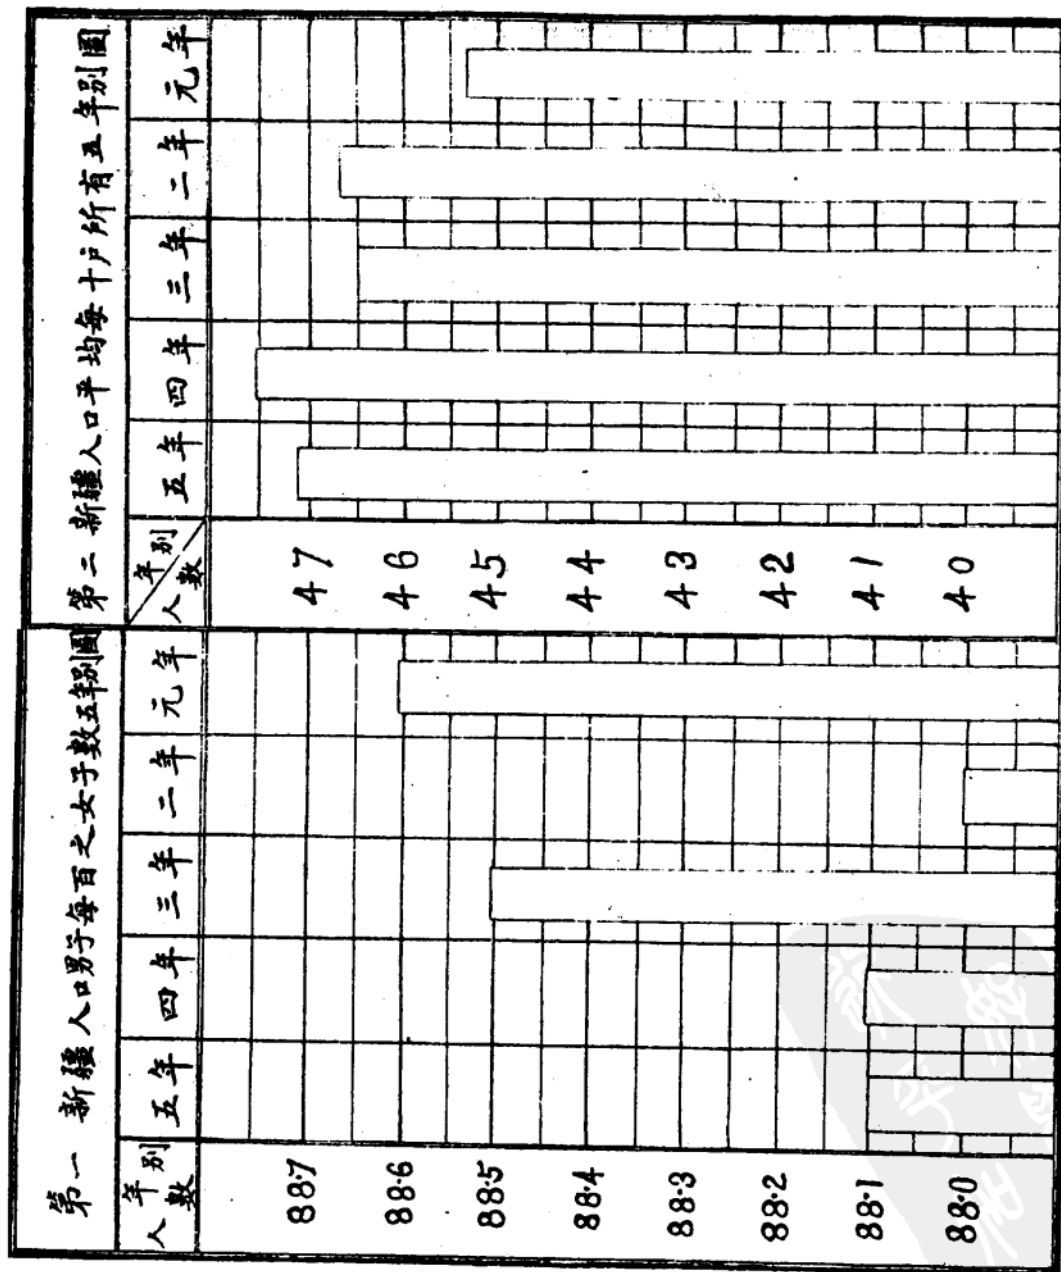 第一 新疆人口男子每百之女子數五年別圖
年別
人數
五年
四年
三年
二年
元年
88.7
88.6
88.5
88.4
88.3
88.2
88.1
88.0
第二 新疆人口平均每十戶所有五年別圖
年別
人數
五年
四年
三年
二年
元年
47
46
45
44
43
42
41
40